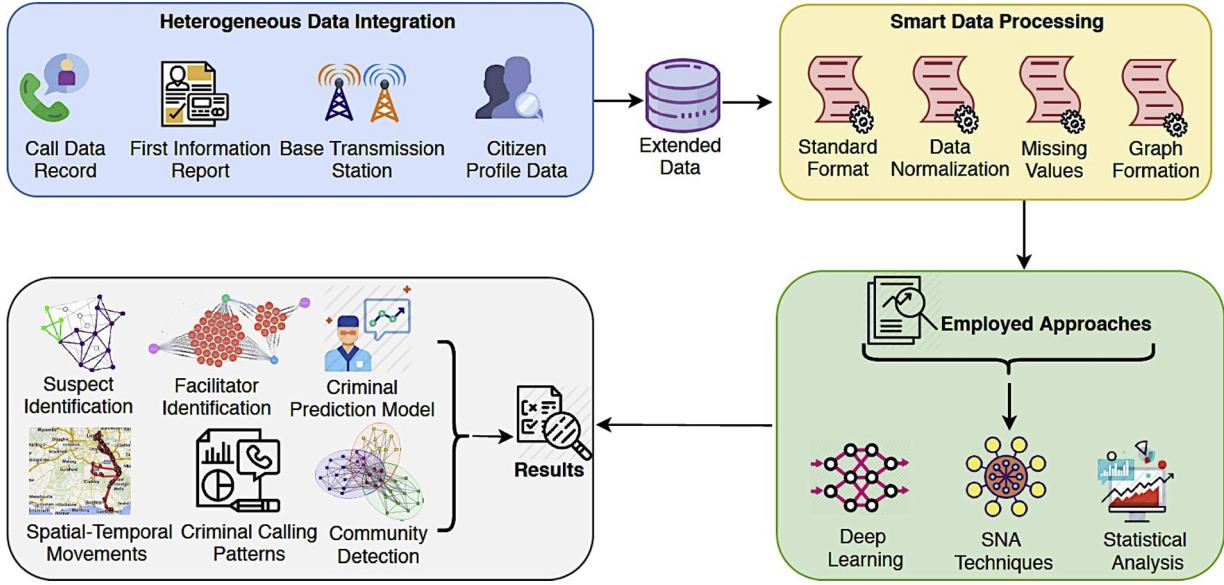 Heterogeneous Data Integration
Call Data
Record
First Information
Report
Base Transmission
Station
Citizen
Profile Data
Extended
Data
Smart Data Processing
Standard
Format
Data
Normalization
Missing
Values
Graph
Formation
Employed Approaches
Deep
Learning
SNA
Techniques
Statistical
Analysis
Suspect
Identification
Facilitator
Identification
Criminal
Prediction Model
Spatial-Temporal
Movements
Criminal Calling
Patterns
Community
Detection
Results